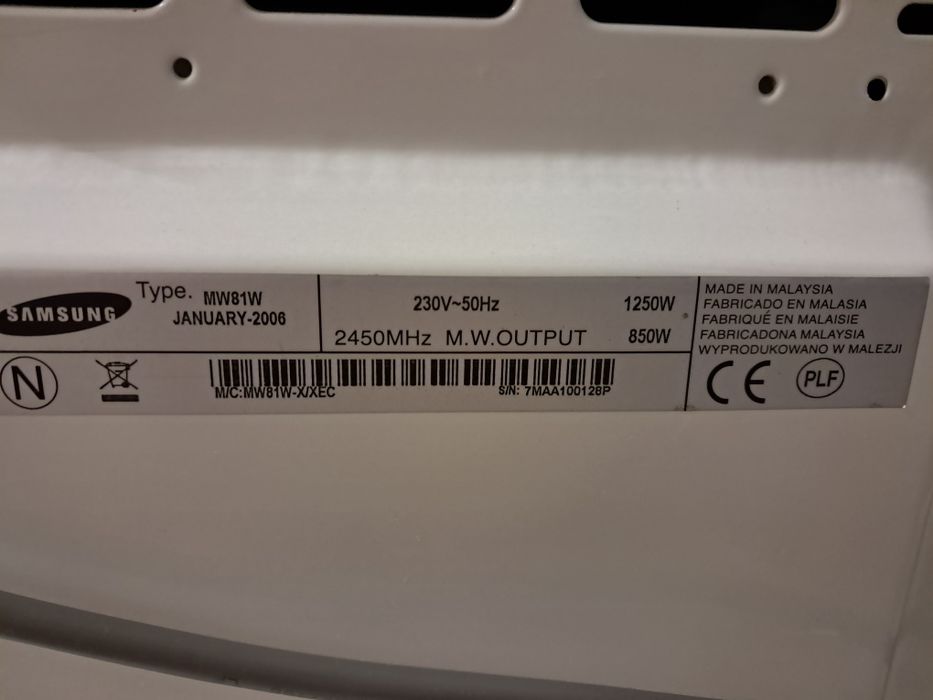 SAMSUNG
Type. MW81W
JANUARY-2006
230V~50Hz 1250W
2450MHz M.W.OUTPUT 850W
N
M/C:MW81W-X/XEC
S/N: 7MAA100128P
MADE IN MALAYSIA
FABRICADO EN MALASIA
FABRIQUÉ EN MALAISIE
FABRICADONA MALAYSIA
WYPRODUKOWANO W MALEZJI
CE PLF